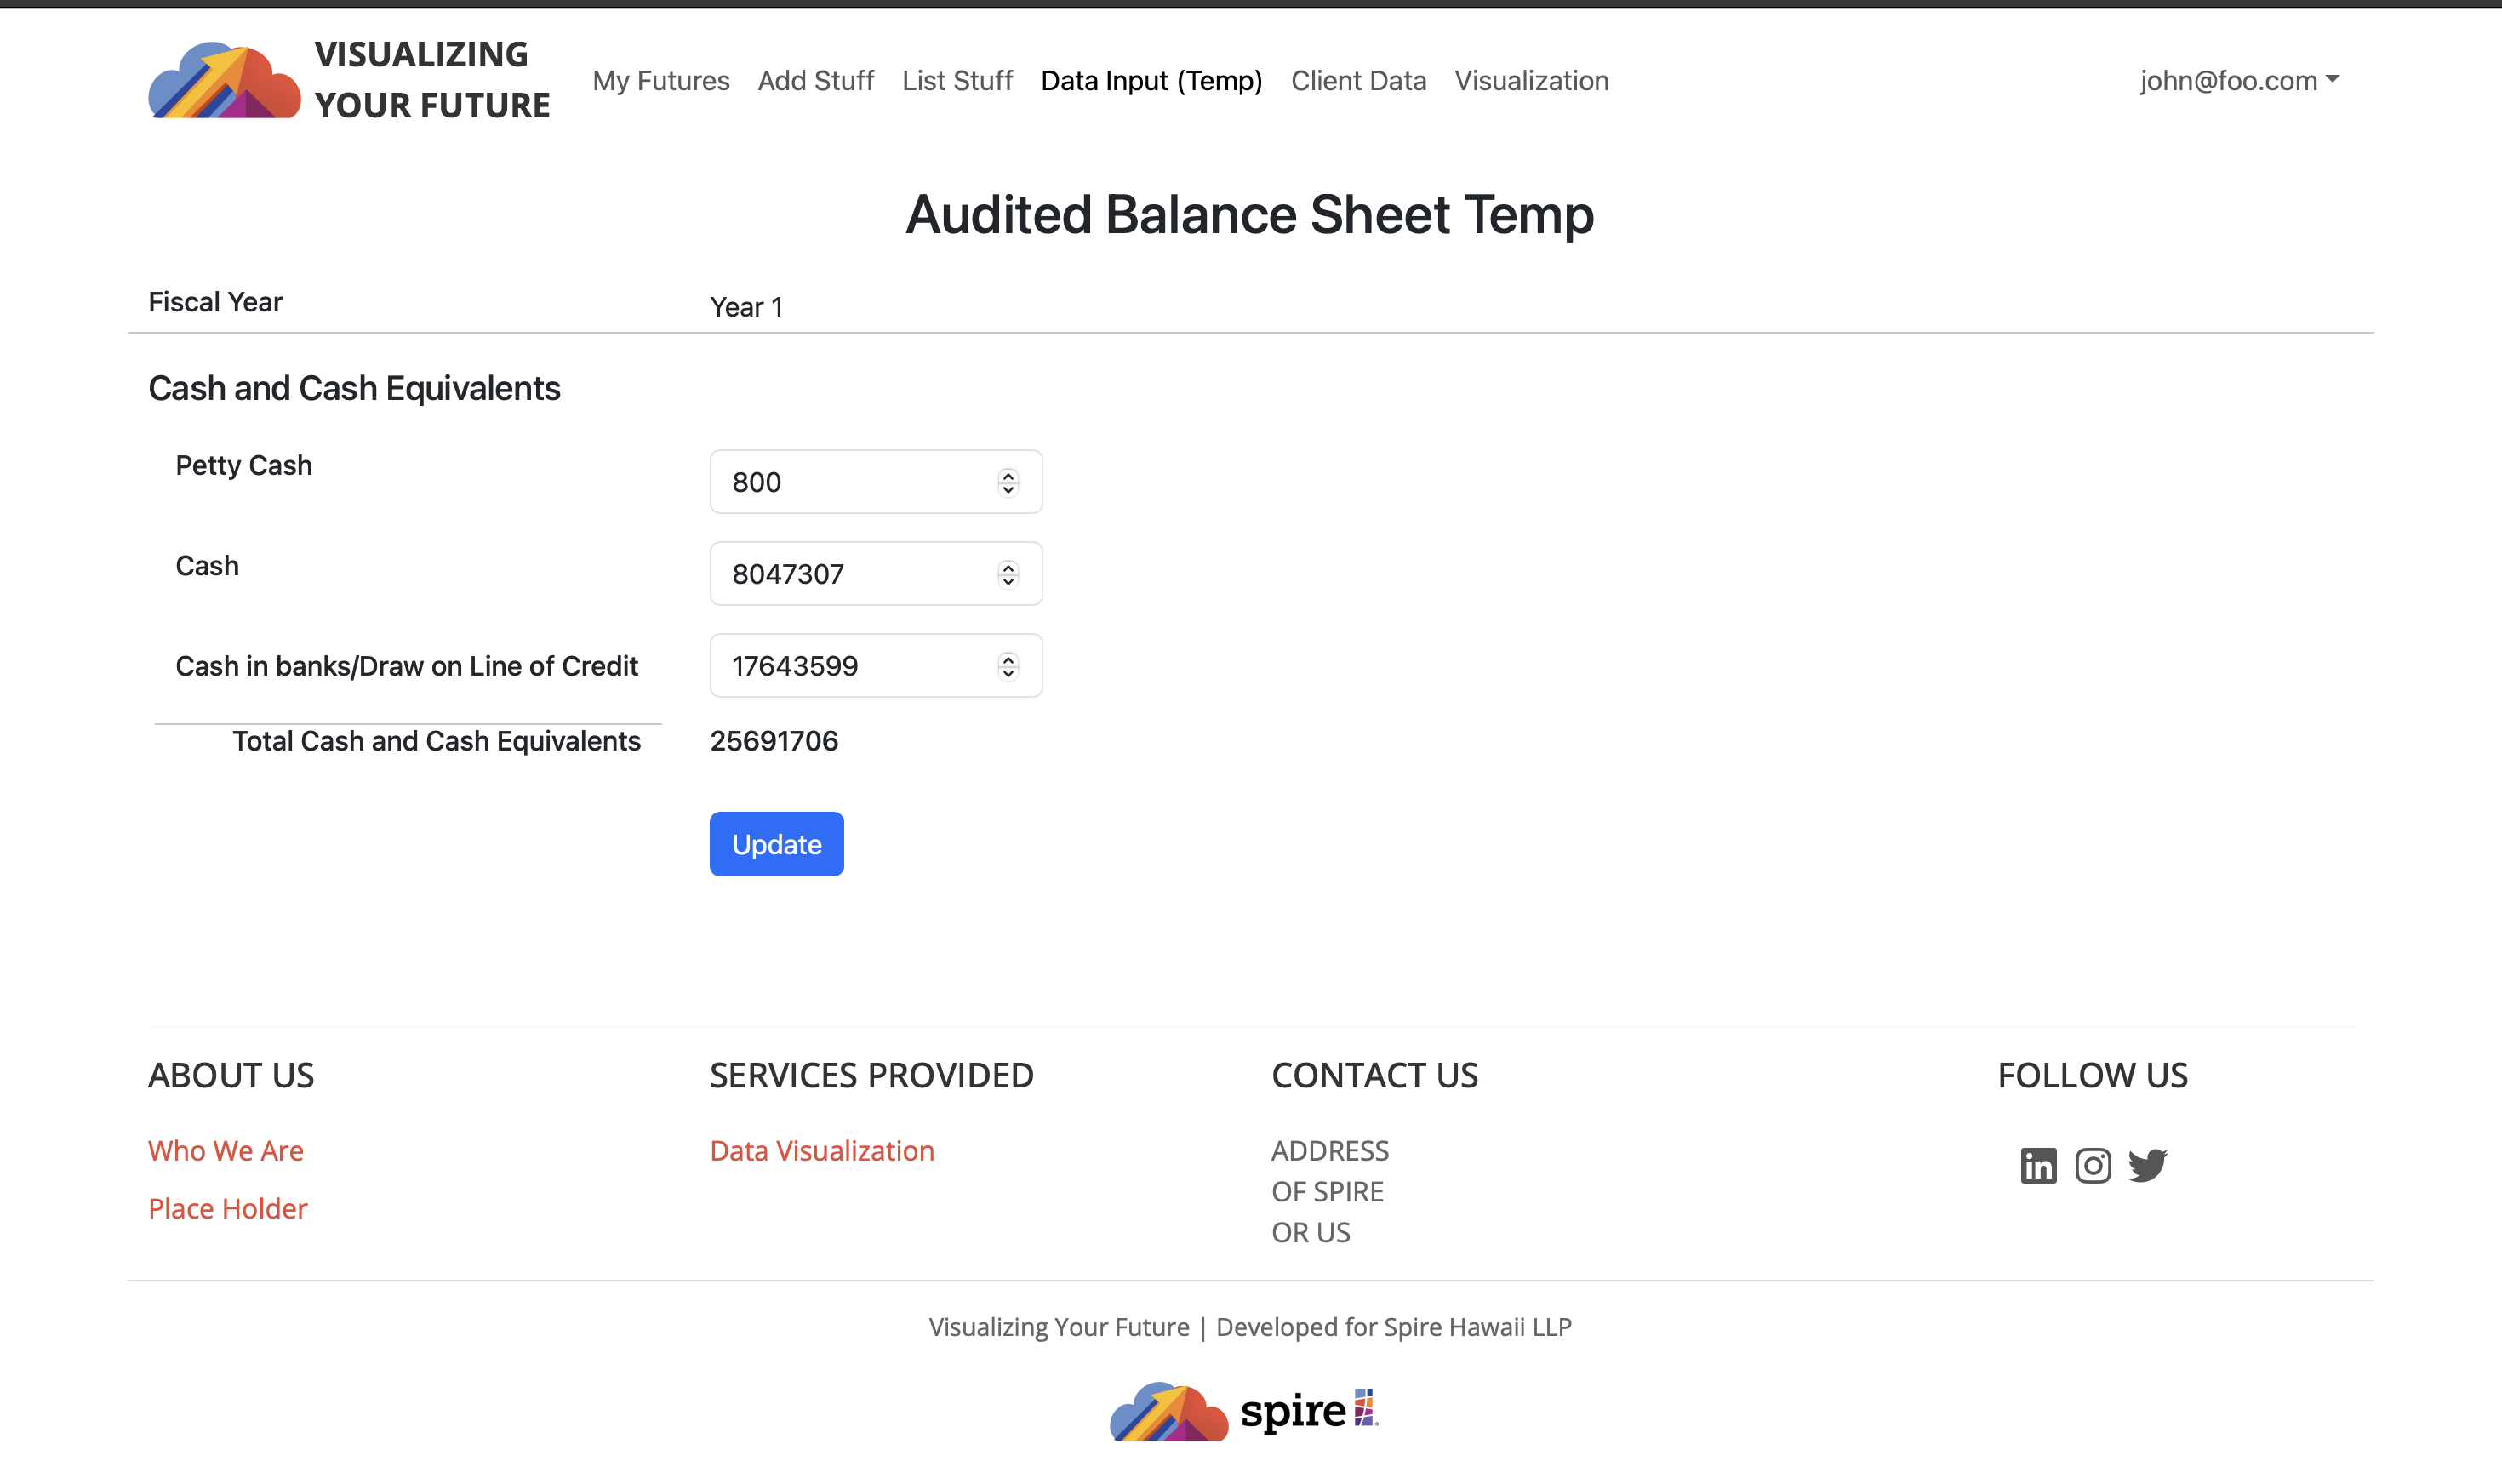 VISUALIZING
YOUR FUTURE
My Futures Add Stuff List Stuff Data Input (Temp) Client Data Visualization john@foo.com
Audited Balance Sheet Temp
Fiscal Year Year 1
Cash and Cash Equivalents
Petty Cash 800
Cash 8047307
Cash in banks/Draw on Line of Credit 17643599
Total Cash and Cash Equivalents 25691706
Update
ABOUT US SERVICES PROVIDED CONTACT US FOLLOW US
Who We Are Data Visualization ADDRESS
OF SPIRE
Place Holder
OR US
in
Visualizing Your Future | Developed for Spire Hawaii LLP
spire